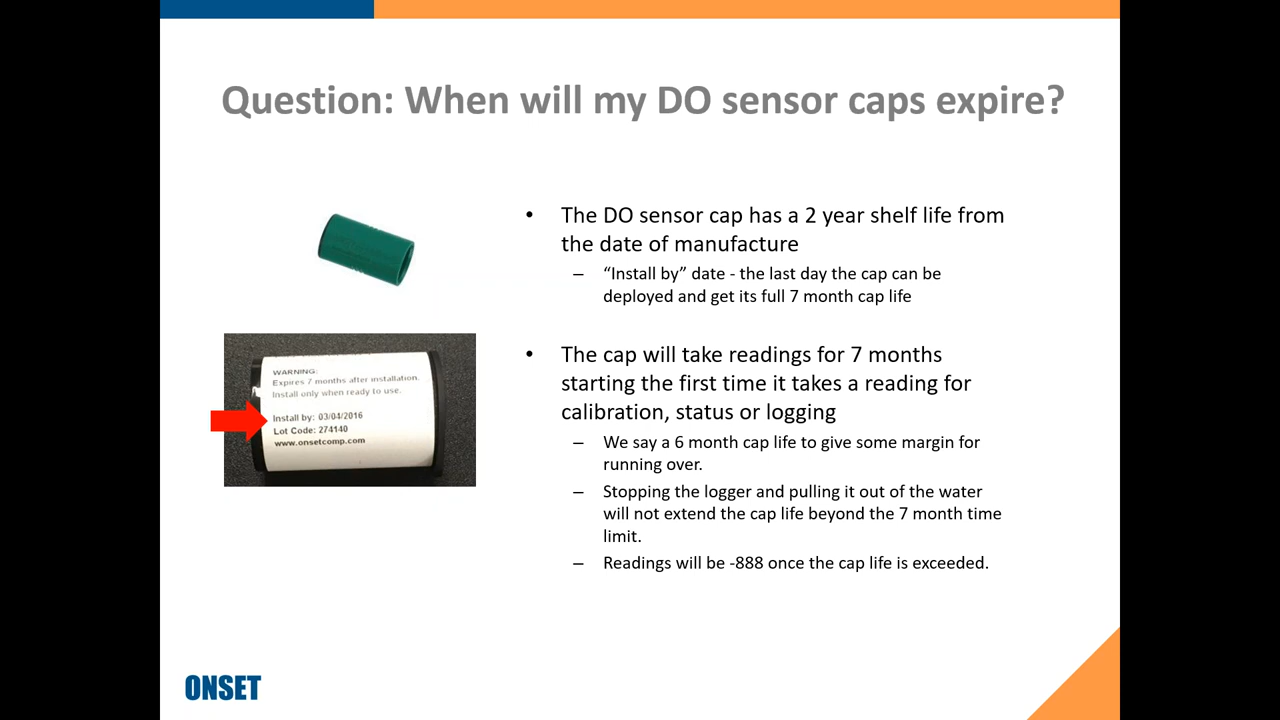 Question: When will my DO sensor caps expire?
• The DO sensor cap has a 2 year shelf life from
the date of manufacture
– “Install by” date - the last day the cap can be
deployed and get its full 7 month cap life
WARNING:
Expires 7 months after installation.
Install only when ready to use.
Install by: 03/04/2016
Lot Code: 274140
www.onsetcomp.com
• The cap will take readings for 7 months
starting the first time it takes a reading for
calibration, status or logging
– We say a 6 month cap life to give some margin for
running over.
– Stopping the logger and pulling it out of the water
will not extend the cap life beyond the 7 month time
limit.
– Readings will be -888 once the cap life is exceeded.
ONSET